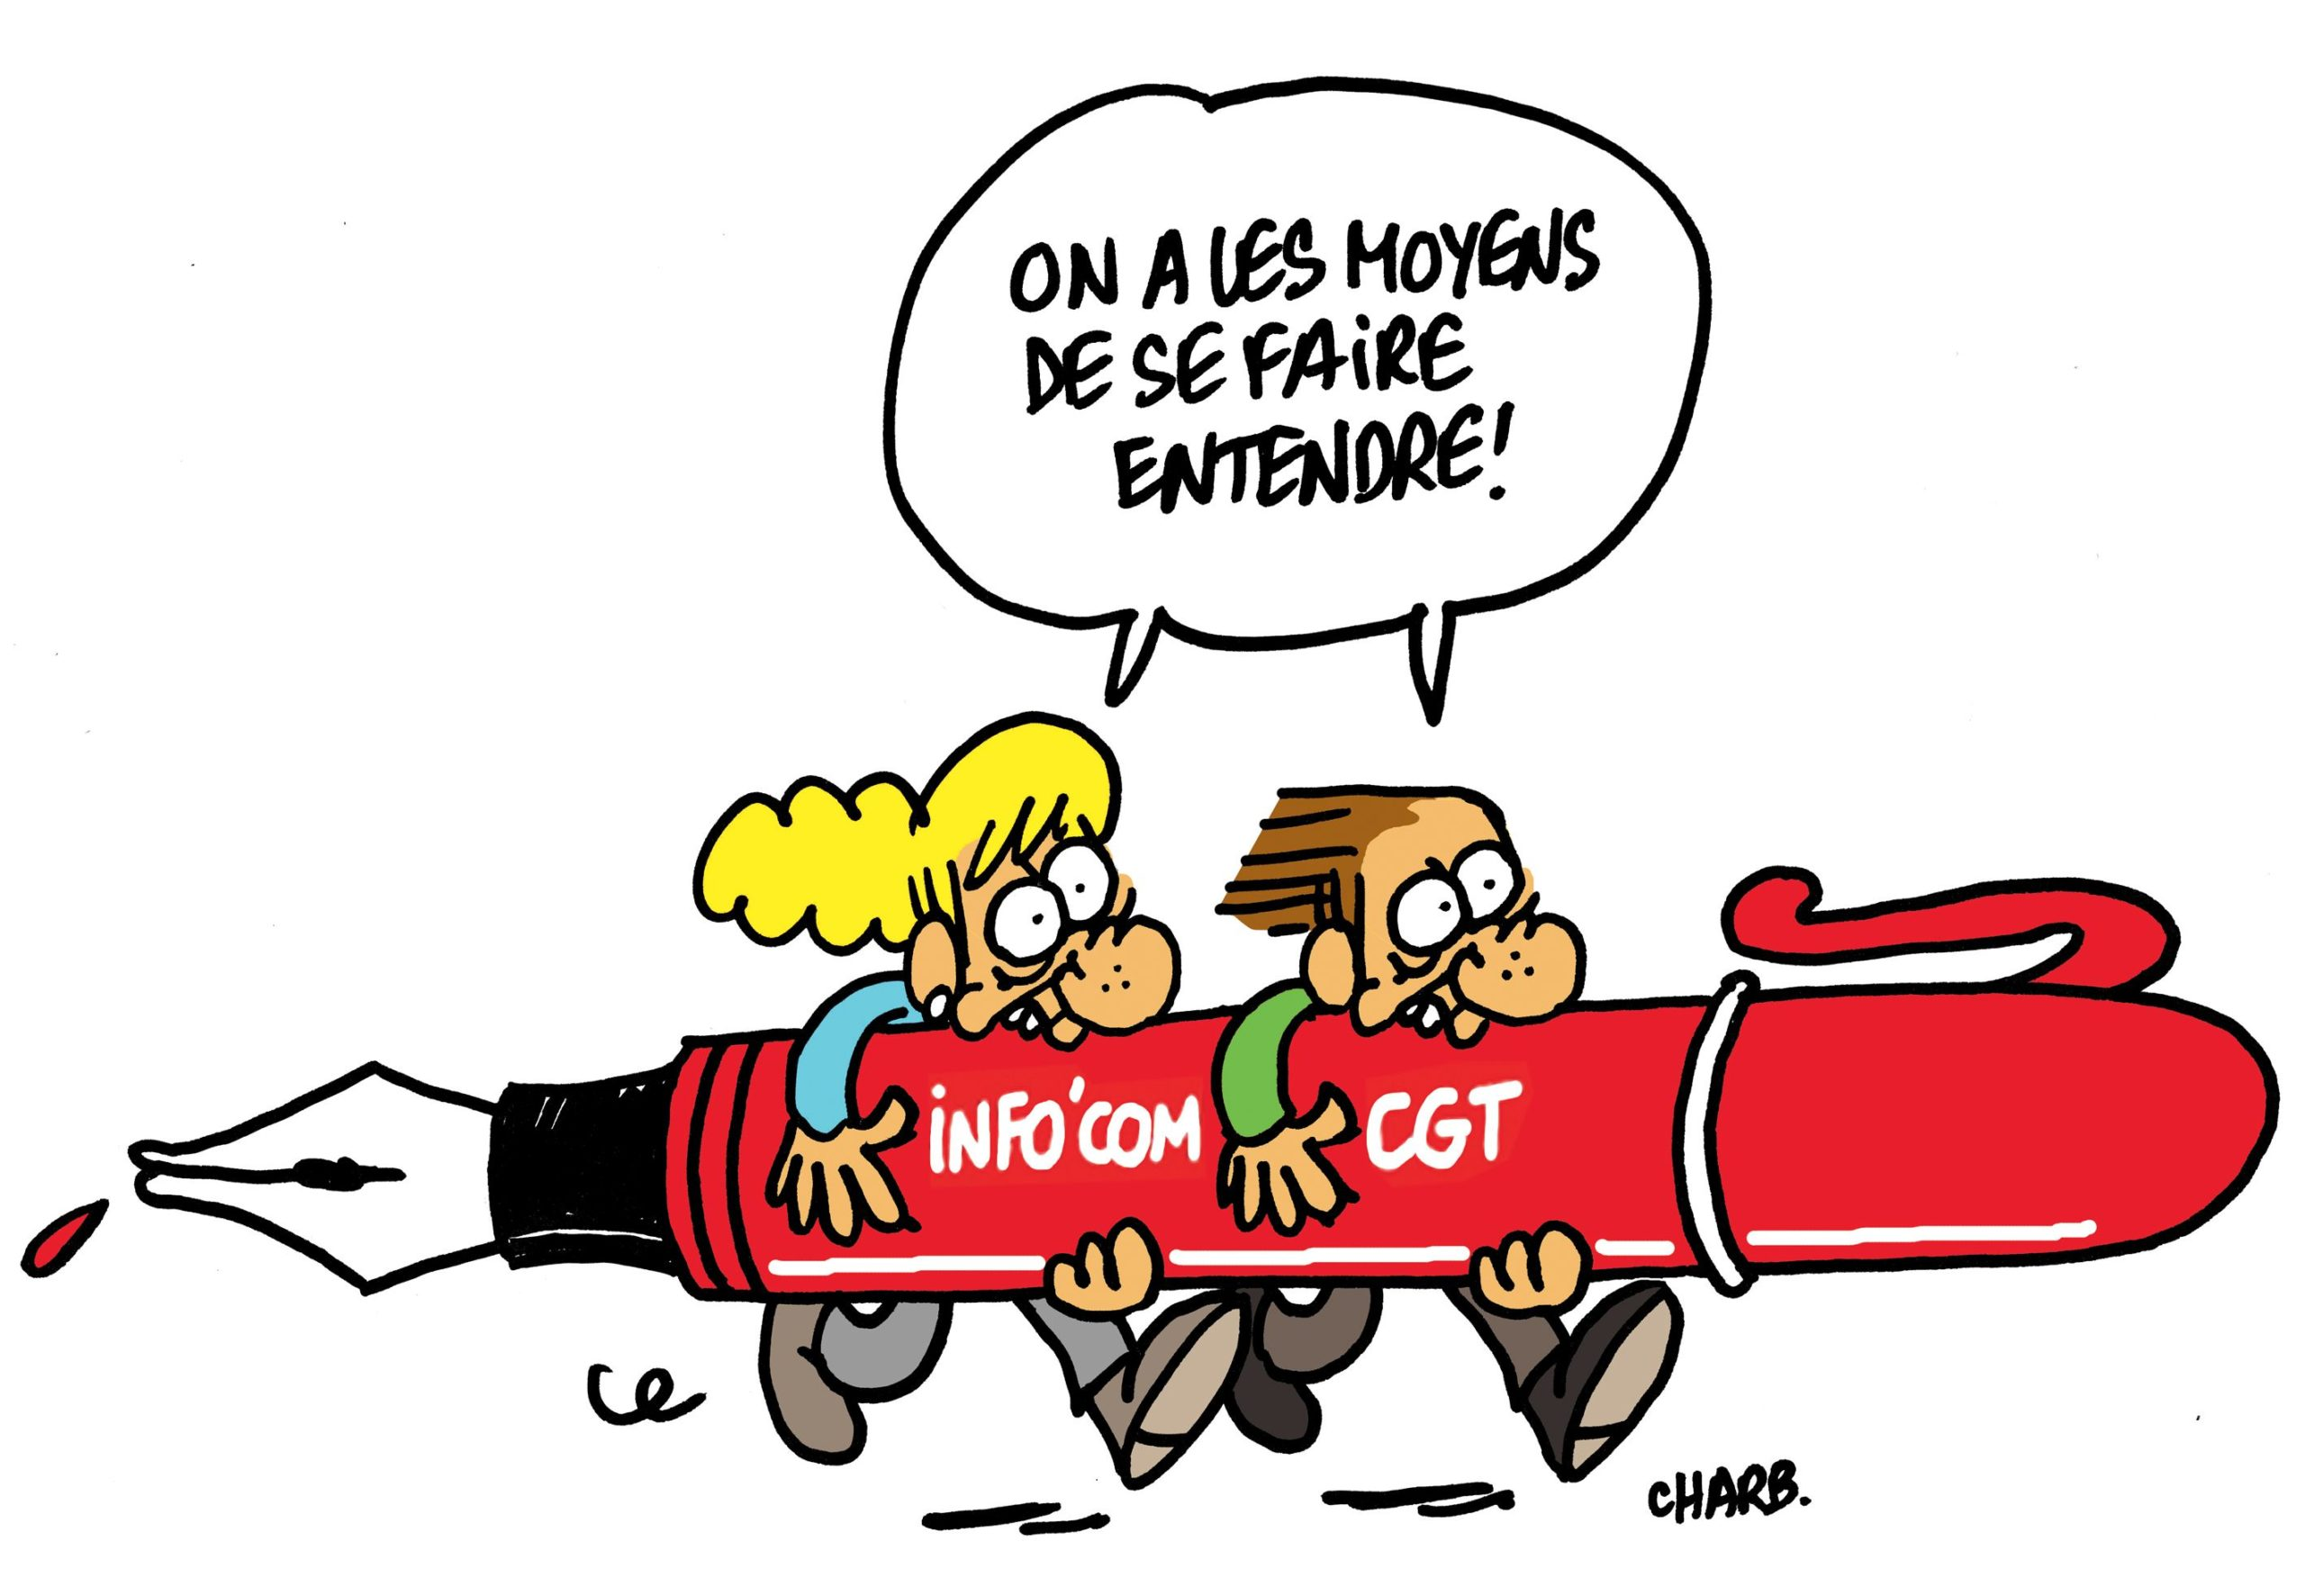 ON A LES MOYENS
DE SE FAIRE
ENTENDRE!
iNFO'COM CGT
CHARB.